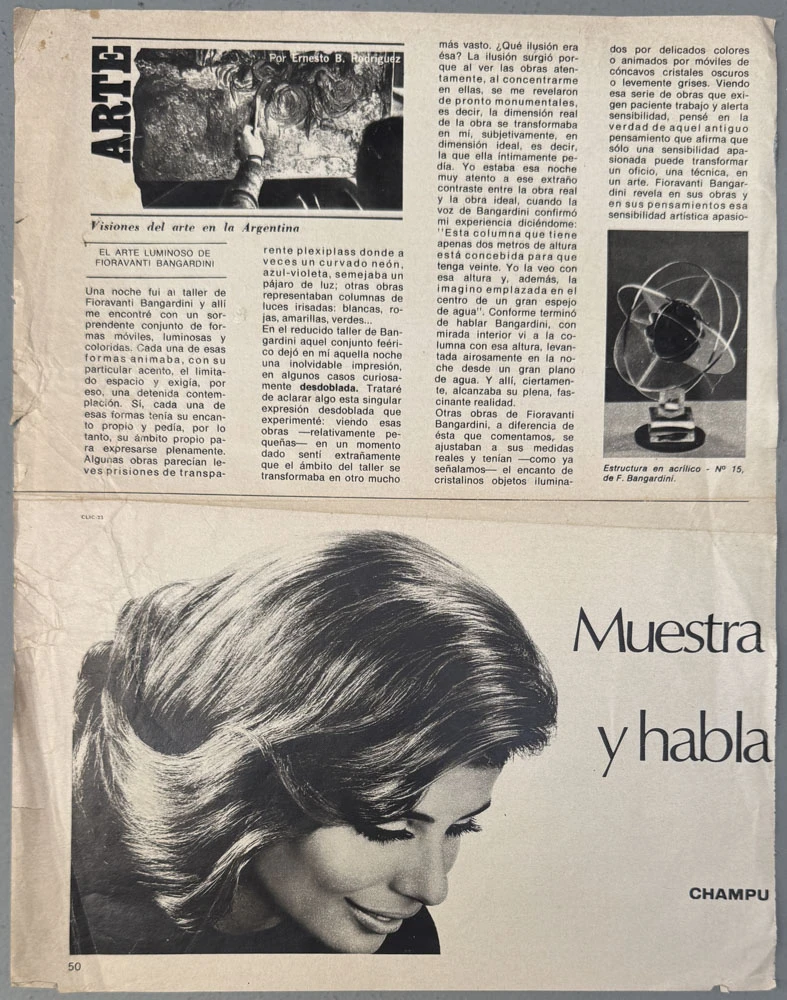 ARTE
Por Ernesto B. Rodríguez
Visiones del arte en la Argentina
EL ARTE LUMINOSO DE
FIORAVANTI BANGARDINI
Una noche fui al taller de
Fioravanti Bangardini y allí
me encontré con un sor-
prendente conjunto de for-
mas móviles, luminosas y
coloridas. Cada una de esas
formas animaba, con su
particular acento, el limita-
do espacio y exigía, por
eso, una detenida contem-
plación. Sí, cada una de
esas formas tenía su encan-
to propio y pedía, por lo
tanto, su ámbito propio pa-
ra expresarse plenamente.
Algunas obras parecían le-
ves prisiones de transpa-
rente plexiplass donde a
veces un curvado neón,
azul-violeta, semejaba un
pájaro de luz; otras obras
representaban columnas de
luces irisadas: blancas, ro-
jas, amarillas, verdes...
En el reducido taller de Ban-
gardini aquel conjunto feéri-
co dejó en mí aquella noche
una inolvidable impresión,
en algunos casos curiosa-
mente desdoblada. Trataré
de aclarar algo esta singular
expresión desdoblada que
experimenté: viendo esas
obras —relativamente pe-
queñas— en un momento
dado sentí extrañamente
que el ámbito del taller se
transformaba en otro mucho
más vasto. ¿Qué ilusión era
ésa? La ilusión surgió por-
que al ver las obras aten-
tamente, al concentrarme
en ellas, se me revelaron
de pronto monumentales,
es decir, la dimensión real
de la obra se transformaba
en mí, subjetivamente, en
dimensión ideal, es decir,
la que ella íntimamente pe-
día. Yo estaba esa noche
muy atento a ese extraño
contraste entre la obra real
y la obra ideal, cuando la
voz de Bangardini confirmó
mi experiencia diciéndome:
"Esta columna que tiene
apenas dos metros de altura
está concebida para que
tenga veinte. Yo la veo con
esa altura y, además, la
imagino emplazada en el
centro de un gran espejo
de agua". Conforme terminó
de hablar Bangardini, con
mirada interior vi a la co-
lumna con esa altura, levan-
tada airosamente en la no-
che desde un gran plano
de agua. Y allí, ciertamen-
te, alcanzaba su plena, fas-
cinante realidad.
Otras obras de Fioravanti
Bangardini, a diferencia de
ésta que comentamos, se
ajustaban a sus medidas
reales y tenían —como ya
señalamos— el encanto de
cristalinos objetos ilumina-
dos por delicados colores
o animados por móviles de
cóncavos cristales oscuros
o levemente grises. Viendo
esa serie de obras que exi-
gen paciente trabajo y alerta
sensibilidad, pensé en la
verdad de aquel antiguo
pensamiento que afirma que
sólo una sensibilidad apa-
sionada puede transformar
un oficio, una técnica, en
un arte. Fioravanti Bangar-
dini revela en sus obras y
en sus pensamientos esa
sensibilidad artística apasio-
Estructura en acrílico - Nº 15,
de F. Bangardini.
CLIC-23
Muestra
y habla
CHAMPU
50